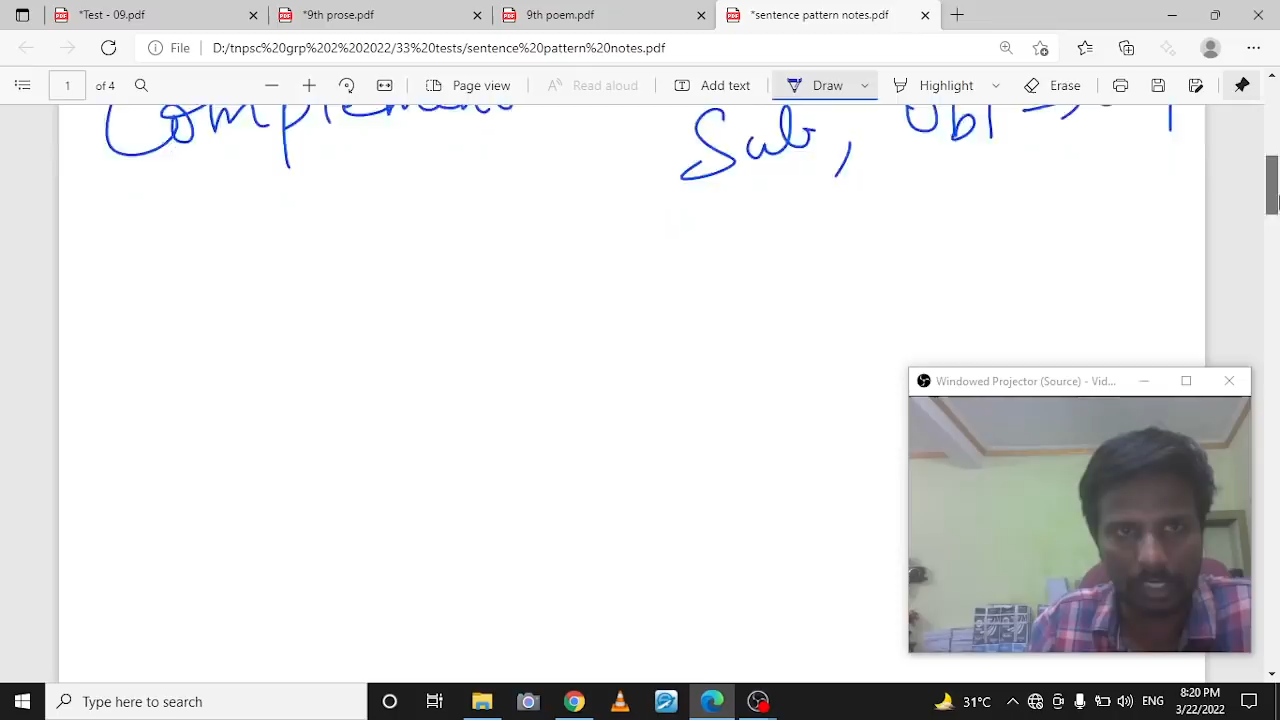 *Test - 09.pdf
*9th prose.pdf
9th poem.pdf
*sentence pattern notes.pdf
File
D:/tnpsc%20grp%202%202022/33%20tests/sentence%20pattern%20notes.pdf
1 of 4
Page view
Read aloud
Add text
Draw
Highlight
Erase
Complement
Sub, Obj →
Windowed Projector (Source) - Vid...
Type here to search
31°C
ENG
8:20 PM
3/22/2022